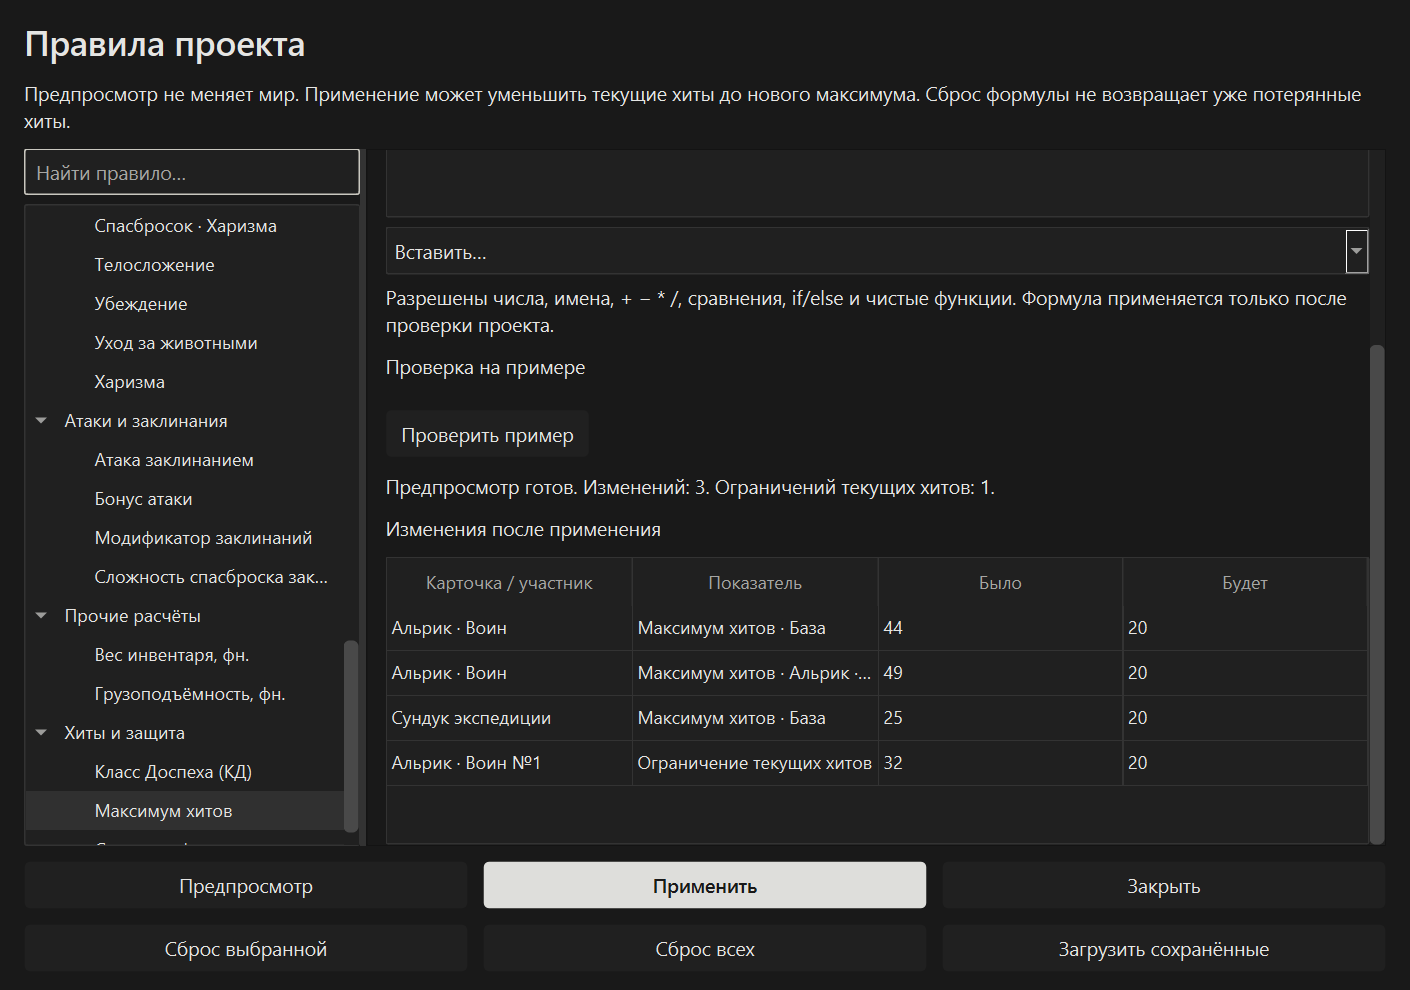 Правила проекта
Предпросмотр не меняет мир. Применение может уменьшить текущие хиты до нового максимума. Сброс формулы не возвращает уже потерянные
хиты.
Найти правило...
Спасбросок · Харизма
Телосложение
Убеждение
Уход за животными
Харизма
Атаки и заклинания
Атака заклинанием
Бонус атаки
Модификатор заклинаний
Сложность спасброска зак...
Прочие расчёты
Вес инвентаря, фн.
Грузоподъёмность, фн.
Хиты и защита
Класс Доспеха (КД)
Максимум хитов
Вставить...
Разрешены числа, имена, + − * /, сравнения, if/else и чистые функции. Формула применяется только после
проверки проекта.
Проверка на примере
Проверить пример
Предпросмотр готов. Изменений: 3. Ограничений текущих хитов: 1.
Изменения после применения
Карточка / участник Показатель Было Будет
Альрик · Воин Максимум хитов · База 44 20
Альрик · Воин Максимум хитов · Альрик ·... 49 20
Сундук экспедиции Максимум хитов · База 25 20
Альрик · Воин №1 Ограничение текущих хитов 32 20
Предпросмотр Применить Закрыть
Сброс выбранной Сброс всех Загрузить сохранённые